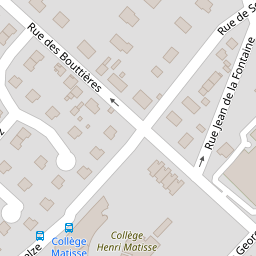 Rue des Bouttières
Rue de S
Rue Jean de la Fontaine
Collège
Henri Matisse
Collège
Matisse
Georg